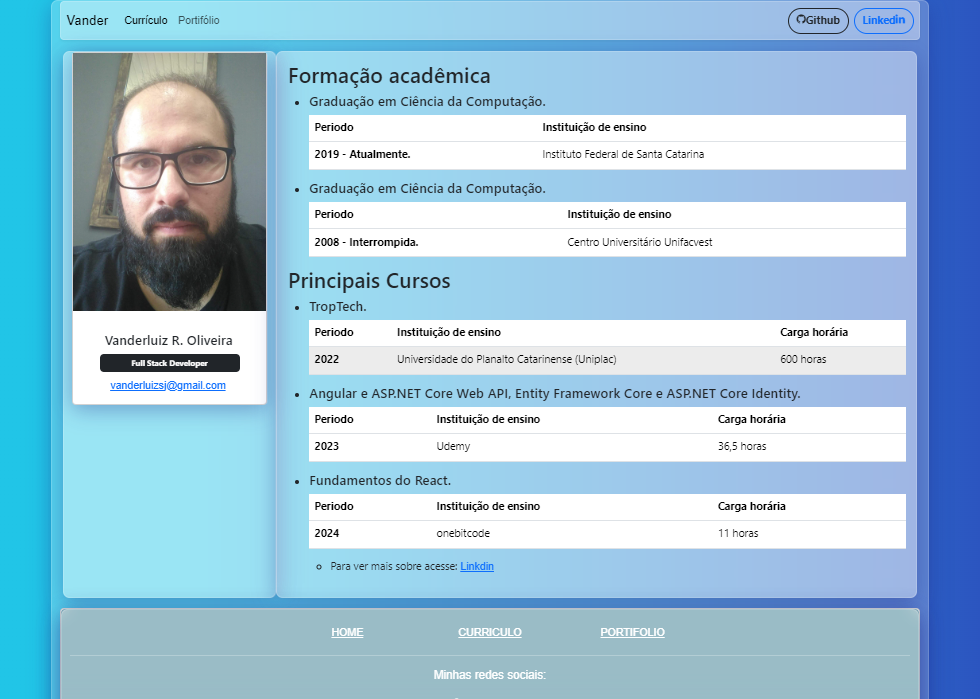 Vander Currículo Portifólio Github Linkedin
Vanderluiz R. Oliveira
Full Stack Developer
vanderluizsj@gmail.com
Formação acadêmica
Graduação em Ciência da Computação.
Periodo Instituição de ensino
2019 - Atualmente. Instituto Federal de Santa Catarina
Graduação em Ciência da Computação.
Periodo Instituição de ensino
2008 - Interrompida. Centro Universitário Unifacvest
Principais Cursos
TropTech.
Periodo Instituição de ensino Carga horária
2022 Universidade do Planalto Catarinense (Uniplac) 600 horas
Angular e ASP.NET Core Web API, Entity Framework Core e ASP.NET Core Identity.
Periodo Instituição de ensino Carga horária
2023 Udemy 36,5 horas
Fundamentos do React.
Periodo Instituição de ensino Carga horária
2024 onebitcode 11 horas
Para ver mais sobre acesse: Linkdin
HOME CURRICULO PORTIFOLIO
Minhas redes sociais: